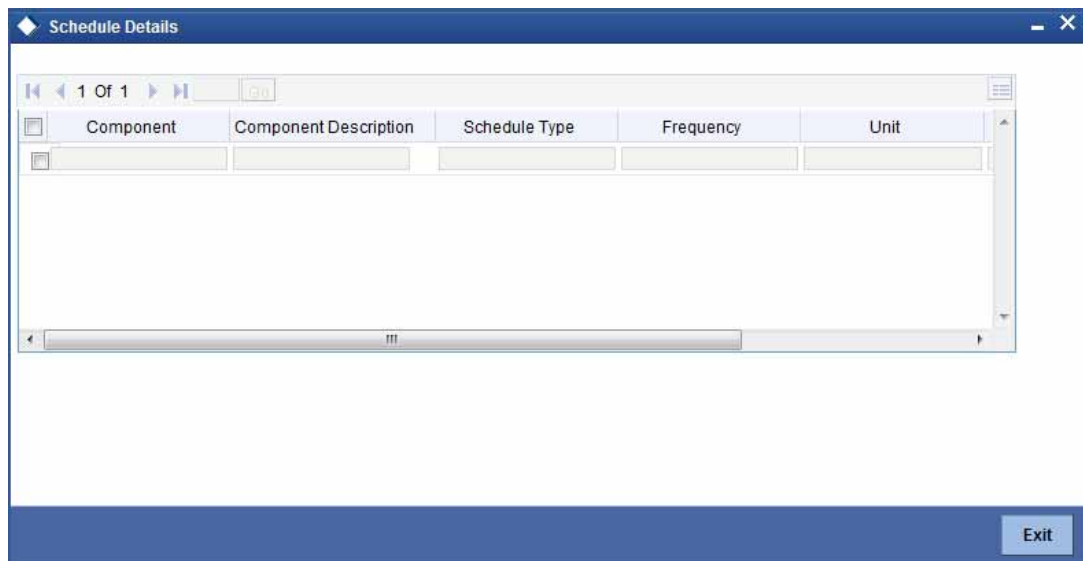 Schedule Details
1 Of 1 Go
Component Component Description Schedule Type Frequency Unit
Exit